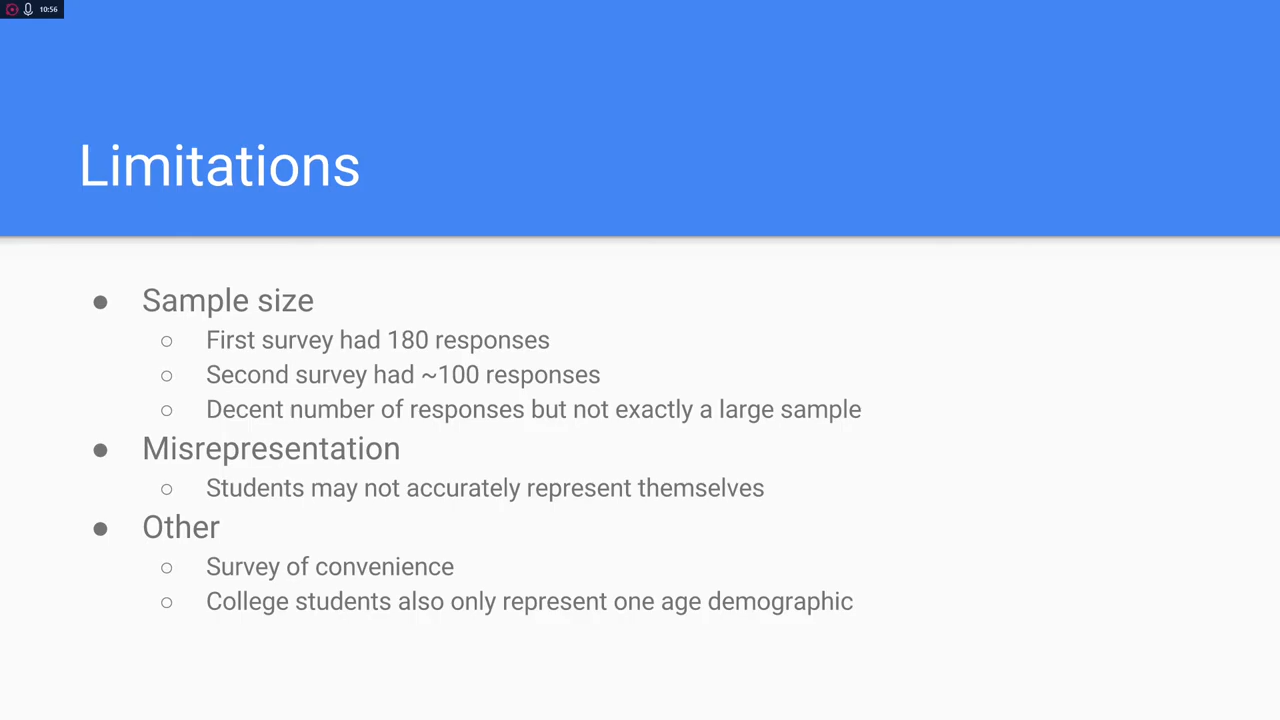 10:56
Limitations
● Sample size
○ First survey had 180 responses
○ Second survey had ~100 responses
○ Decent number of responses but not exactly a large sample
● Misrepresentation
○ Students may not accurately represent themselves
● Other
○ Survey of convenience
○ College students also only represent one age demographic